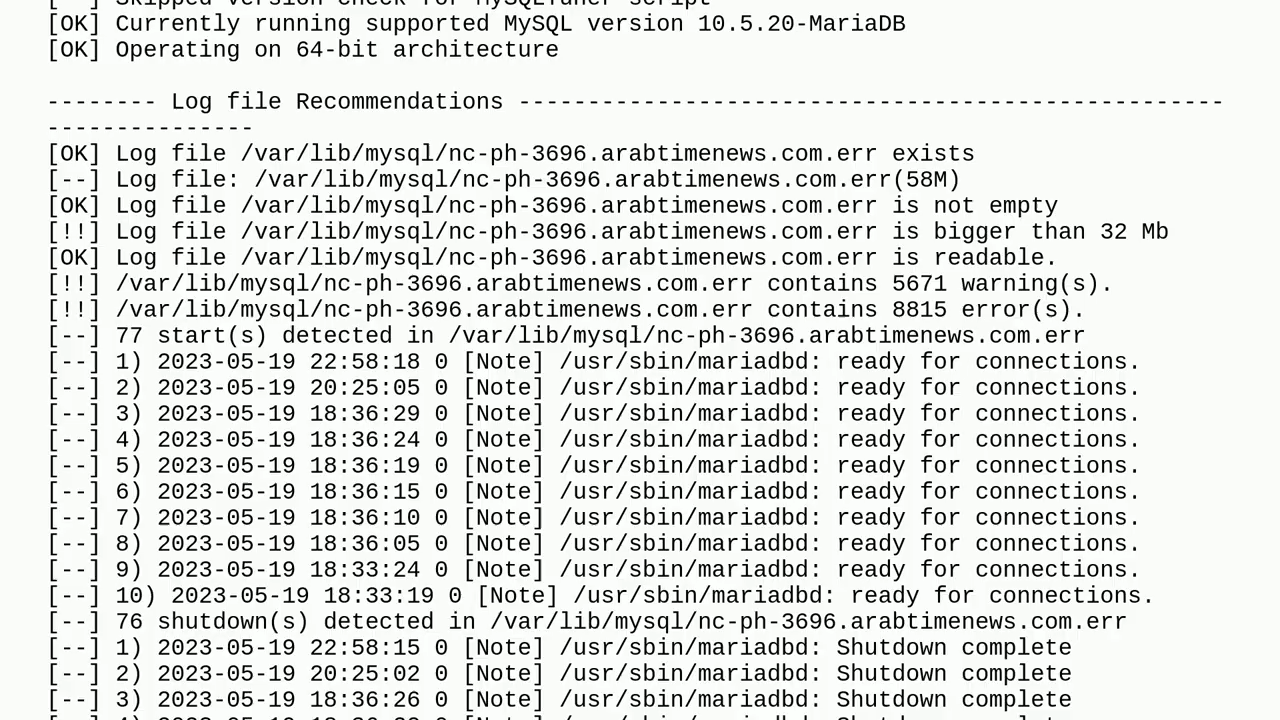 [--] Skipped version check for MySQLTuner script
[OK] Currently running supported MySQL version 10.5.20-MariaDB
[OK] Operating on 64-bit architecture
-------- Log file Recommendations ---------------------------------------------------
---------------
[OK] Log file /var/lib/mysql/nc-ph-3696.arabtimenews.com.err exists
[--] Log file: /var/lib/mysql/nc-ph-3696.arabtimenews.com.err(58M)
[OK] Log file /var/lib/mysql/nc-ph-3696.arabtimenews.com.err is not empty
[!!] Log file /var/lib/mysql/nc-ph-3696.arabtimenews.com.err is bigger than 32 Mb
[OK] Log file /var/lib/mysql/nc-ph-3696.arabtimenews.com.err is readable.
[!!] /var/lib/mysql/nc-ph-3696.arabtimenews.com.err contains 5671 warning(s).
[!!] /var/lib/mysql/nc-ph-3696.arabtimenews.com.err contains 8815 error(s).
[--] 77 start(s) detected in /var/lib/mysql/nc-ph-3696.arabtimenews.com.err
[--] 1) 2023-05-19 22:58:18 0 [Note] /usr/sbin/mariadbd: ready for connections.
[--] 2) 2023-05-19 20:25:05 0 [Note] /usr/sbin/mariadbd: ready for connections.
[--] 3) 2023-05-19 18:36:29 0 [Note] /usr/sbin/mariadbd: ready for connections.
[--] 4) 2023-05-19 18:36:24 0 [Note] /usr/sbin/mariadbd: ready for connections.
[--] 5) 2023-05-19 18:36:19 0 [Note] /usr/sbin/mariadbd: ready for connections.
[--] 6) 2023-05-19 18:36:15 0 [Note] /usr/sbin/mariadbd: ready for connections.
[--] 7) 2023-05-19 18:36:10 0 [Note] /usr/sbin/mariadbd: ready for connections.
[--] 8) 2023-05-19 18:36:05 0 [Note] /usr/sbin/mariadbd: ready for connections.
[--] 9) 2023-05-19 18:33:24 0 [Note] /usr/sbin/mariadbd: ready for connections.
[--] 10) 2023-05-19 18:33:19 0 [Note] /usr/sbin/mariadbd: ready for connections.
[--] 76 shutdown(s) detected in /var/lib/mysql/nc-ph-3696.arabtimenews.com.err
[--] 1) 2023-05-19 22:58:15 0 [Note] /usr/sbin/mariadbd: Shutdown complete
[--] 2) 2023-05-19 20:25:02 0 [Note] /usr/sbin/mariadbd: Shutdown complete
[--] 3) 2023-05-19 18:36:26 0 [Note] /usr/sbin/mariadbd: Shutdown complete